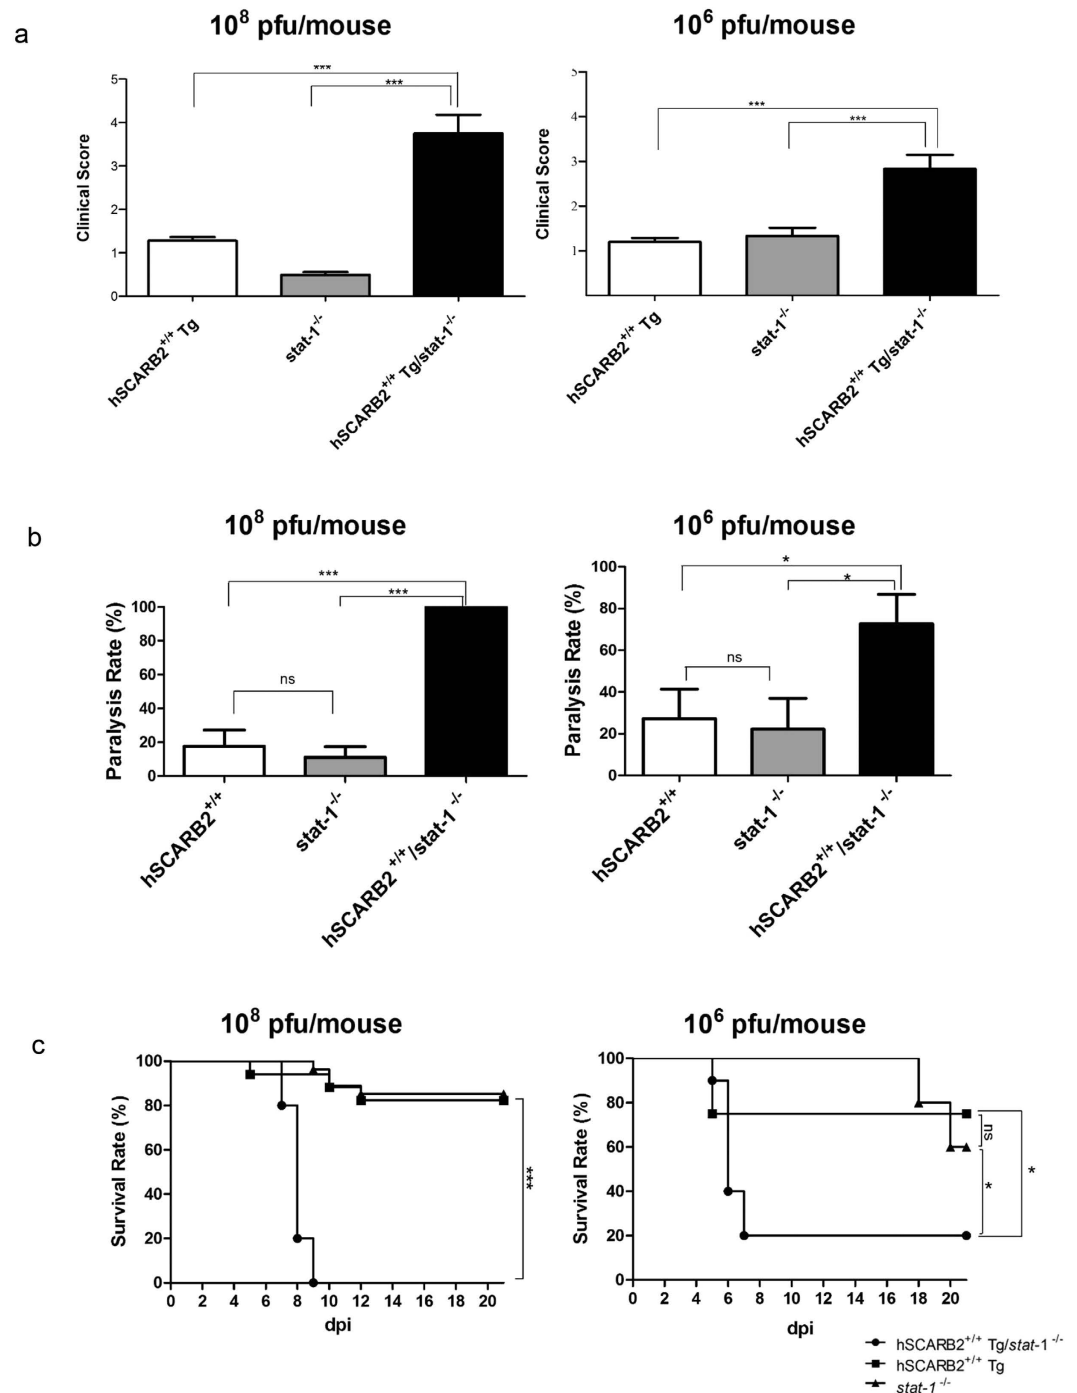 a
10⁸ pfu/mouse
10⁶ pfu/mouse
***
***
5
4
3
2
1
0
Clinical Score
hSCARB2⁺/⁺ Tg
stat-1⁻/⁻
hSCARB2⁺/⁺ Tg/stat-1⁻/⁻
***
***
5
4
3
2
1
Clinical Score
hSCARB2⁺/⁺ Tg
stat-1⁻/⁻
hSCARB2⁺/⁺ Tg/stat-1⁻/⁻
b
10⁸ pfu/mouse
10⁶ pfu/mouse
***
***
ns
100
80
60
40
20
0
Paralysis Rate (%)
hSCARB2⁺/⁺
stat-1⁻/⁻
hSCARB2⁺/⁺/stat-1⁻/⁻
*
*
ns
100
80
60
40
20
0
Paralysis Rate (%)
hSCARB2⁺/⁺
stat-1⁻/⁻
hSCARB2⁺/⁺/stat-1⁻/⁻
c
10⁸ pfu/mouse
10⁶ pfu/mouse
100
80
60
40
20
0
Survival Rate (%)
***
0 2 4 6 8 10 12 14 16 18 20
dpi
100
80
60
40
20
0
Survival Rate (%)
ns
*
*
0 2 4 6 8 10 12 14 16 18 20
dpi
hSCARB2⁺/⁺ Tg/stat-1⁻/⁻
hSCARB2⁺/⁺ Tg
stat-1⁻/⁻